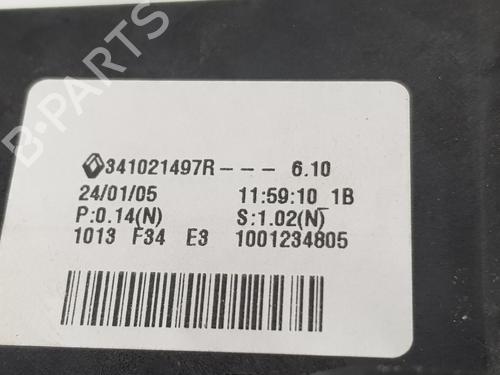 B-PARTS
341021497R--- 6.10
24/01/05 11:59:10_1B
P:0.14(N) S:1.02(N)
1013 F34 E3 1001234805